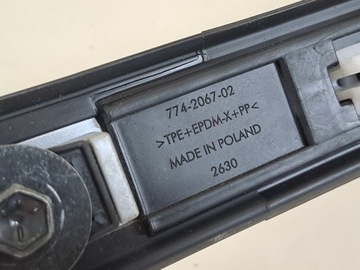 774-2067-02
>TPE+EPDM-X+PP<
MADE IN POLAND
2630